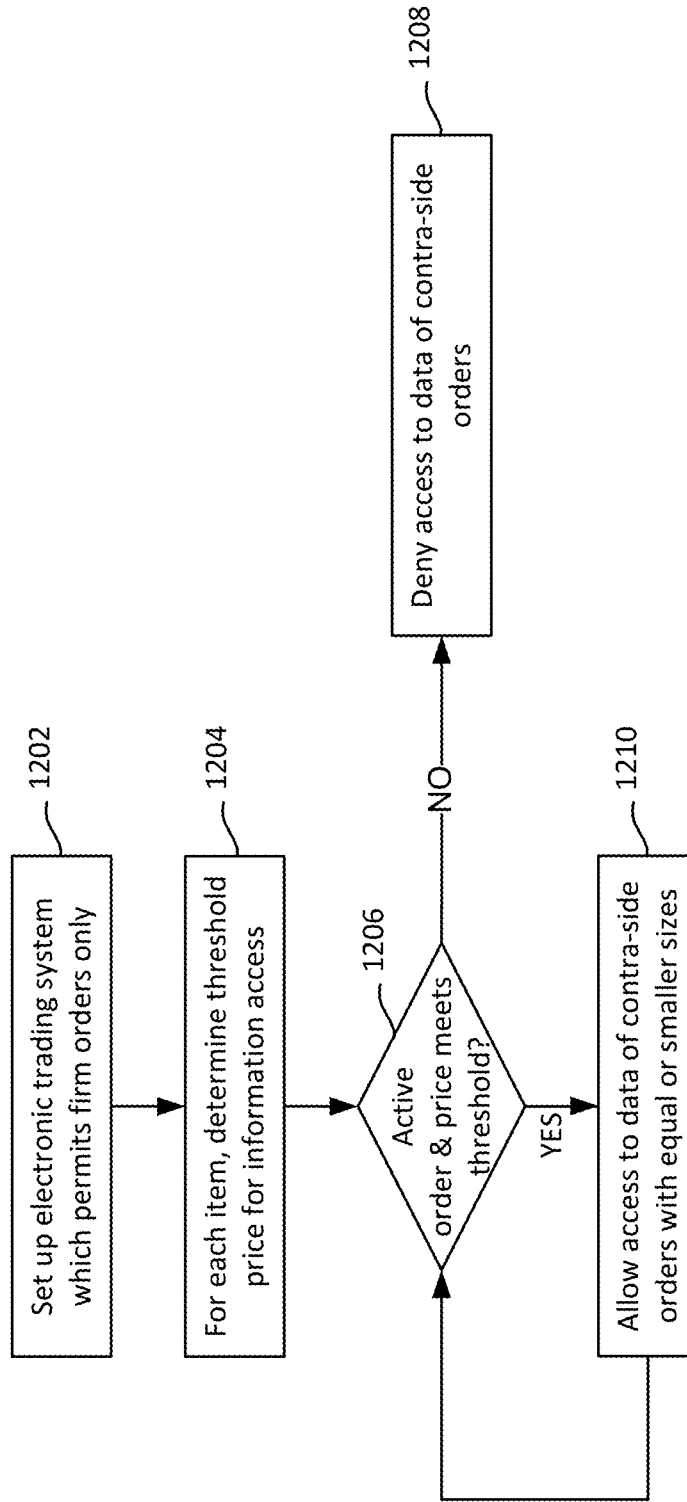 Set up electronic trading system
which permits firm orders only
1202
For each item, determine threshold
price for information access
1204
Active
order & price meets
threshold?
1206
NO
Deny access to data of contra-side
orders
1208
YES
Allow access to data of contra-side
orders with equal or smaller sizes
1210